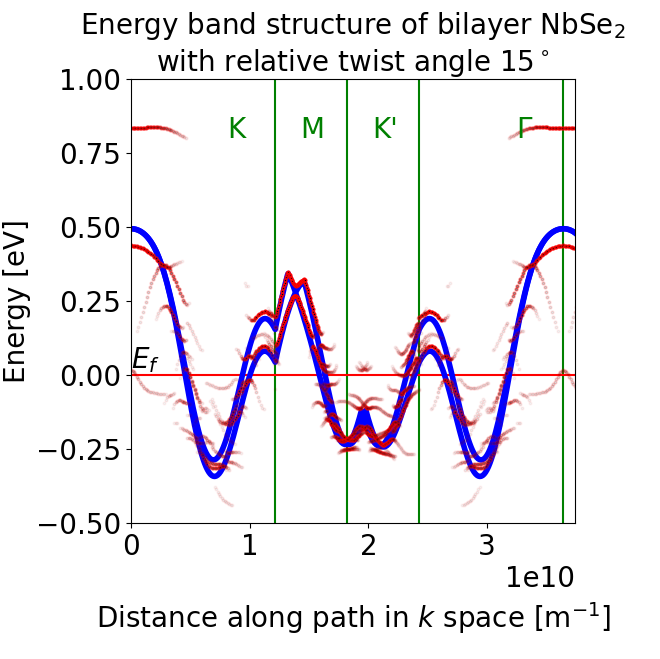 Energy band structure of bilayer NbSe₂
with relative twist angle 15°
1.00
0.75
0.50
0.25
0.00
−0.25
−0.50
Energy [eV]
K M K' Γ
E_f
0 1 2 3
1e10
Distance along path in k space [m⁻¹]